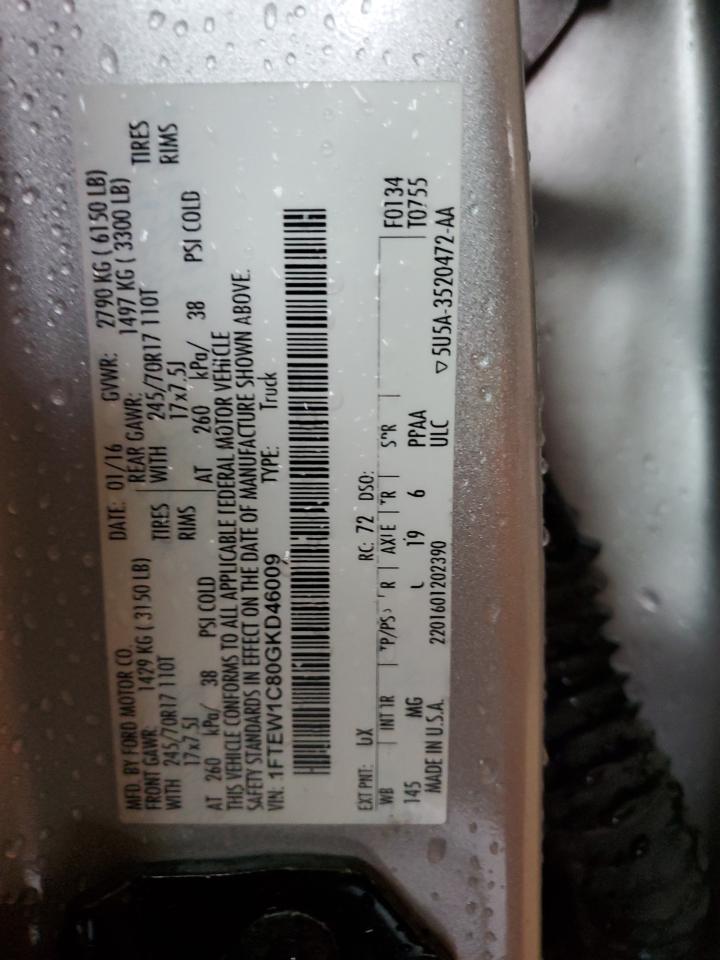 MFD. BY FORD MOTOR CO. DATE: 01/16 GVWR: 2790 KG ( 6150 LB)
FRONT GAWR: 1429 KG ( 3150 LB) REAR GAWR: 1497 KG ( 3300 LB)
WITH 245/70R17 110T TIRES WITH 245/70R17 110T TIRES
17x7.5J RIMS 17x7.5J RIMS
AT 260 kPa/ 38 PSI COLD AT 260 kPa/ 38 PSI COLD
THIS VEHICLE CONFORMS TO ALL APPLICABLE FEDERAL MOTOR VEHICLE
SAFETY STANDARDS IN EFFECT ON THE DATE OF MANUFACTURE SHOWN ABOVE.
VIN: 1FTEW1C80GKD46009 TYPE: Truck
EXT PNT: UX RC: 72 DSO:
WB INT TR TP/PS R AXLE TR SPR F0134
145 MG L 19 6 PPAA T0755
MADE IN U.S.A. 2201601202390 ULC ▽5U5A-3520472-AA